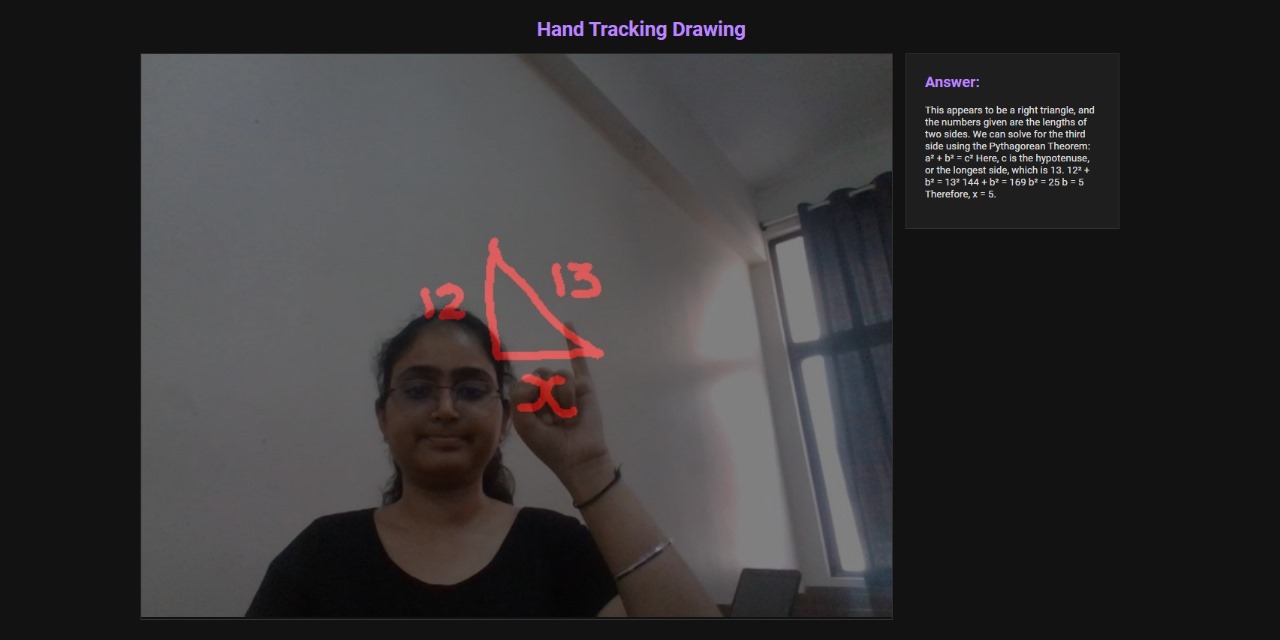 Hand Tracking Drawing
12
13
x
Answer:
This appears to be a right triangle, and
the numbers given are the lengths of
two sides. We can solve for the third
side using the Pythagorean Theorem:
a² + b² = c² Here, c is the hypotenuse,
or the longest side, which is 13. 12² +
b² = 13² 144 + b² = 169 b² = 25 b = 5
Therefore, x = 5.